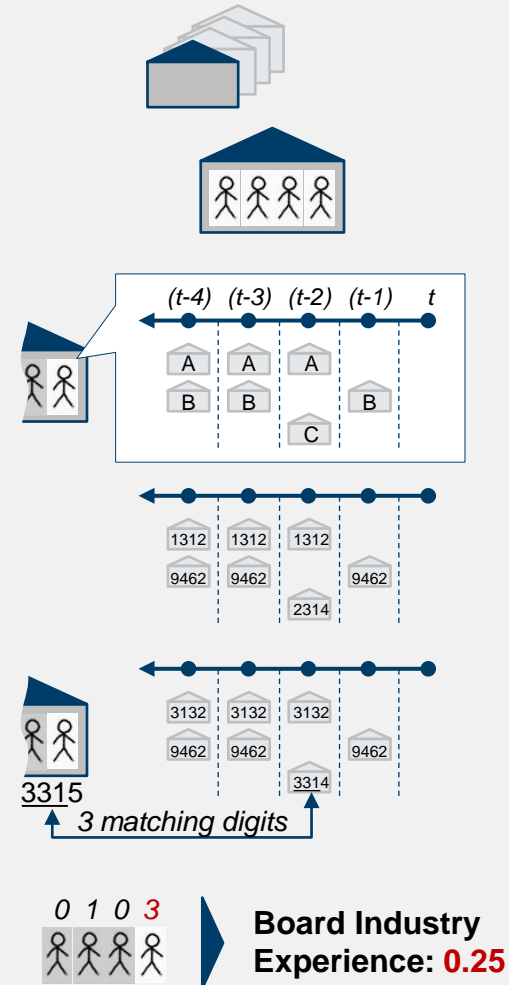 (t-4) (t-3) (t-2) (t-1) t
A A A
B B B
C
1312 1312 1312
9462 9462 9462
2314
3132 3132 3132
9462 9462 9462
3314
3315
3 matching digits
0 1 0 3
Board Industry
Experience: 0.25